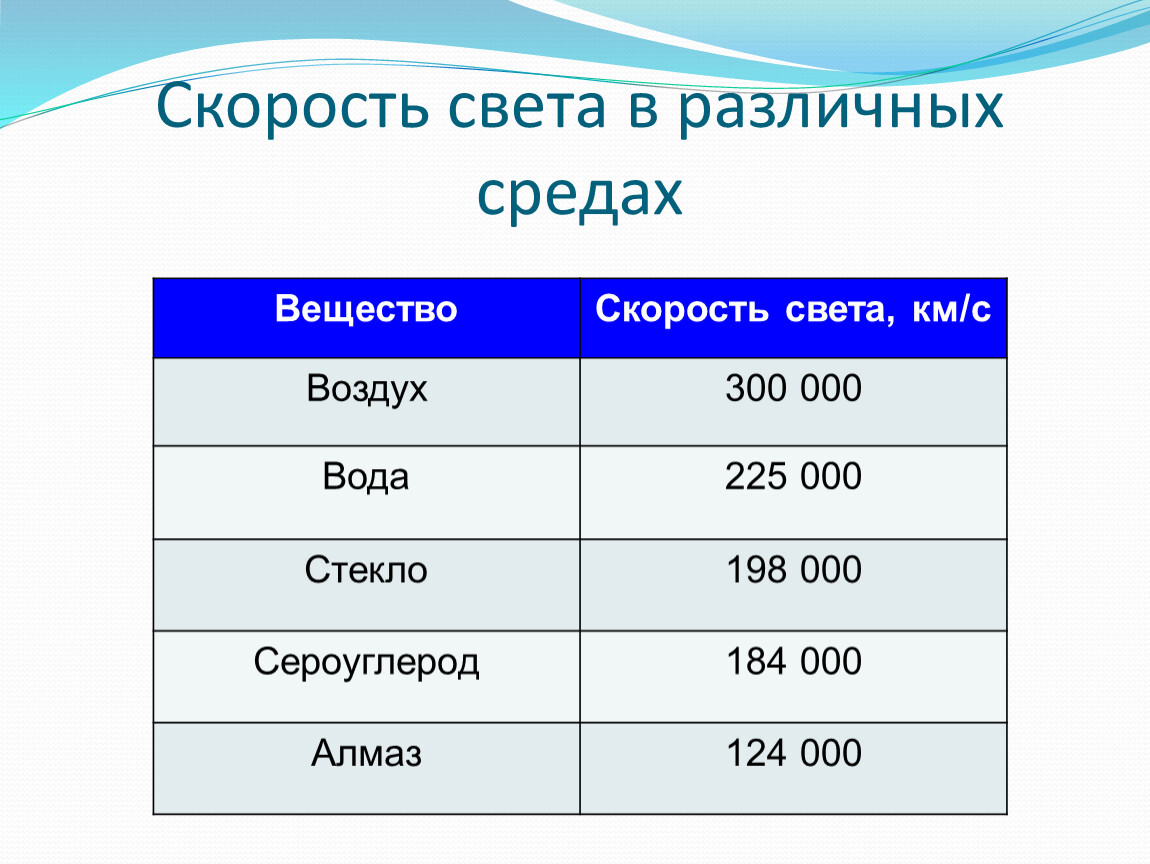 Скорость света в различных
средах
Вещество Скорость света, км/с
Воздух 300 000
Вода 225 000
Стекло 198 000
Сероуглерод 184 000
Алмаз 124 000